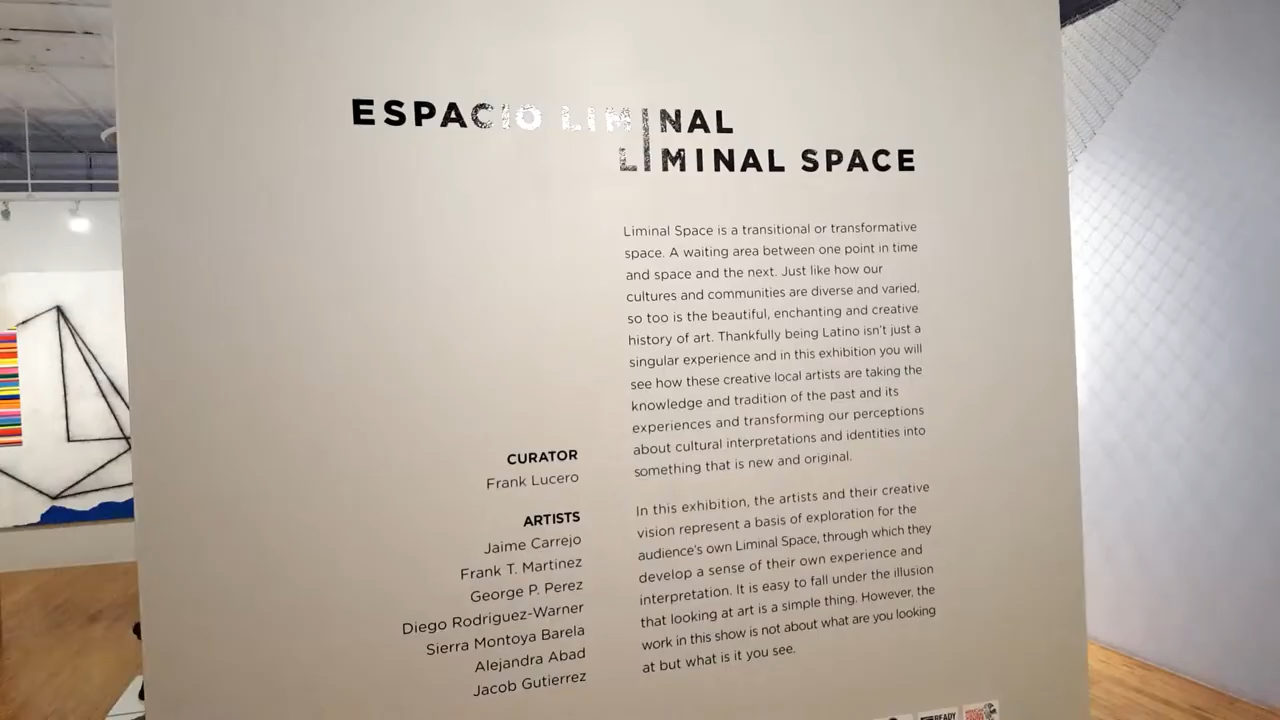 ESPACIO LIMINAL
LIMINAL SPACE
Liminal Space is a transitional or transformative
space. A waiting area between one point in time
and space and the next. Just like how our
cultures and communities are diverse and varied,
so too is the beautiful, enchanting and creative
history of art. Thankfully being Latino isn't just a
singular experience and in this exhibition you will
see how these creative local artists are taking the
knowledge and tradition of the past and its
experiences and transforming our perceptions
about cultural interpretations and identities into
something that is new and original.
In this exhibition, the artists and their creative
vision represent a basis of exploration for the
audience's own Liminal Space, through which they
develop a sense of their own experience and
interpretation. It is easy to fall under the illusion
that looking at art is a simple thing. However, the
work in this show is not about what are you looking
at but what is it you see.
CURATOR
Frank Lucero
ARTISTS
Jaime Carrejo
Frank T. Martinez
George P. Perez
Diego Rodriguez-Warner
Sierra Montoya Barela
Alejandra Abad
Jacob Gutierrez
READY